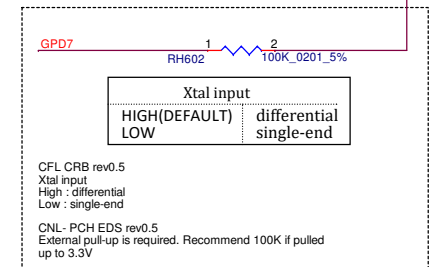 GPD7
1
2
RH602
100K_0201_5%
Xtal input
HIGH(DEFAULT) differential
LOW single-end
CFL CRB rev0.5
Xtal input
High : differential
Low : single-end
CNL- PCH EDS rev0.5
External pull-up is required. Recommend 100K if pulled
up to 3.3V